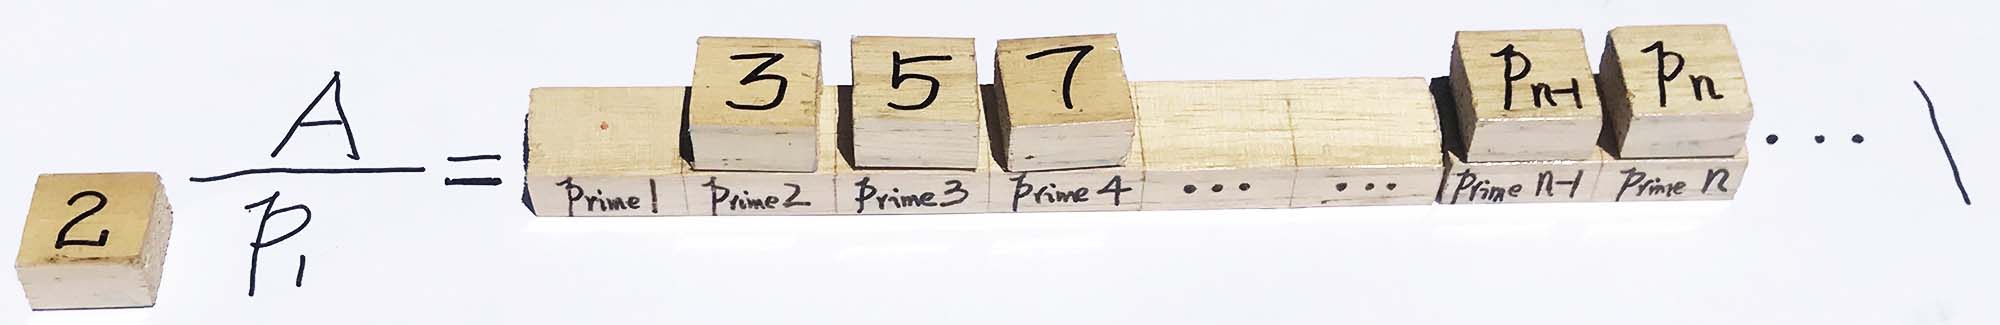 2 A/P₁ = 3 5 7 Pn-1 Pn ... \
Prime1 Prime2 Prime3 Prime4 ... ... Prime n-1 Prime n